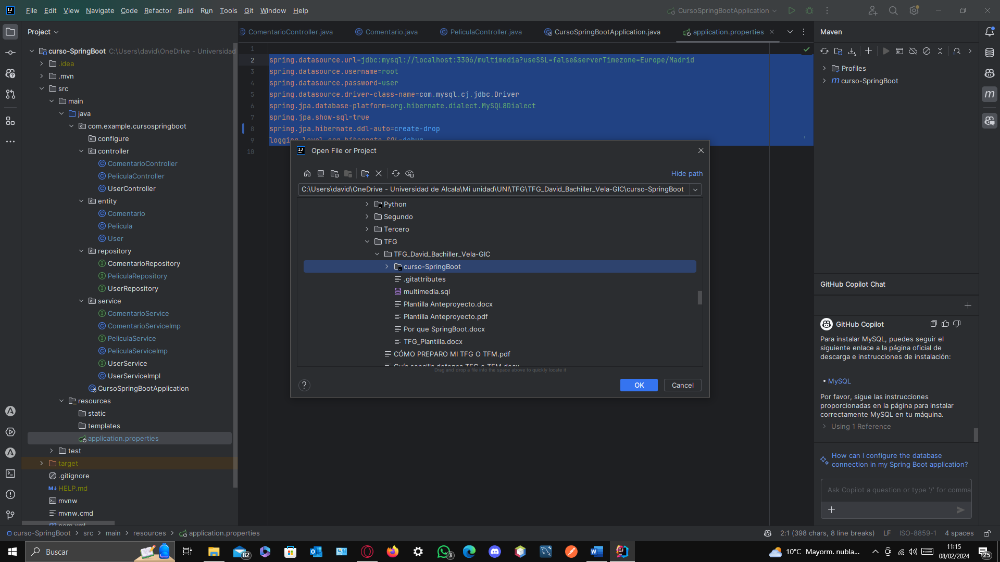 File Edit View Navigate Code Refactor Build Run Tools Git Window Help
CursoSpringBootApplication
Project
ComentarioController.java
Comentario.java
PeliculaController.java
CursoSpringBootApplication.java
application.properties
Maven
curso-SpringBoot C:\Users\david\OneDrive - Universidad
.idea
.mvn
src
main
java
com.example.cursospringboot
configure
controller
ComentarioController
PeliculaController
UserController
entity
Comentario
Pelicula
User
repository
ComentarioRepository
PeliculaRepository
UserRepository
service
ComentarioService
ComentarioServiceImp
PeliculaService
PeliculaServiceImp
UserService
UserServiceImpl
CursoSpringBootApplication
resources
static
templates
application.properties
test
target
.gitignore
HELP.md
mvnw
mvnw.cmd
pom.xml
1
2 spring.datasource.url=jdbc:mysql://localhost:3306/multimedia?useSSL=false&serverTimezone=Europe/Madrid
3 spring.datasource.username=root
4 spring.datasource.password=user
5 spring.datasource.driver-class-name=com.mysql.cj.jdbc.Driver
6 spring.jpa.database-platform=org.hibernate.dialect.MySQL8Dialect
7 spring.jpa.show-sql=true
8 spring.jpa.hibernate.ddl-auto=create-drop
9 logging.level.org.hibernate.SQL=debug
10
Open File or Project
Hide path
C:\Users\david\OneDrive - Universidad de Alcala\Mi unidad\UNI\TFG\TFG_David_Bachiller_Vela-GIC\curso-SpringBoot
Python
Segundo
Tercero
TFG
TFG_David_Bachiller_Vela-GIC
curso-SpringBoot
.gitattributes
multimedia.sql
Plantilla Anteproyecto.docx
Plantilla Anteproyecto.pdf
Por que SpringBoot.docx
TFG_Plantilla.docx
CÓMO PREPARO MI TFG O TFM.pdf
Guía sencilla defensa TFG o TFM.docx
Drag and drop a file into the space above to quickly locate it
?
OK
Cancel
Profiles
curso-SpringBoot
GitHub Copilot Chat
GitHub Copilot
Para instalar MySQL, puedes seguir el
siguiente enlace a la página oficial de
descarga e instrucciones de instalación:
• MySQL
Por favor, sigue las instrucciones
proporcionadas en la página para instalar
correctamente MySQL en tu máquina.
Using 1 Reference
How can I configure the database
connection in my Spring Boot application?
Ask Copilot a question or type '/' for comma
curso-SpringBoot > src > main > resources > application.properties
2:1 (398 chars, 8 line breaks) LF ISO-8859-1 4 spaces
Buscar
82
3
10°C Mayorm. nubla...
11:15
08/02/2024
25